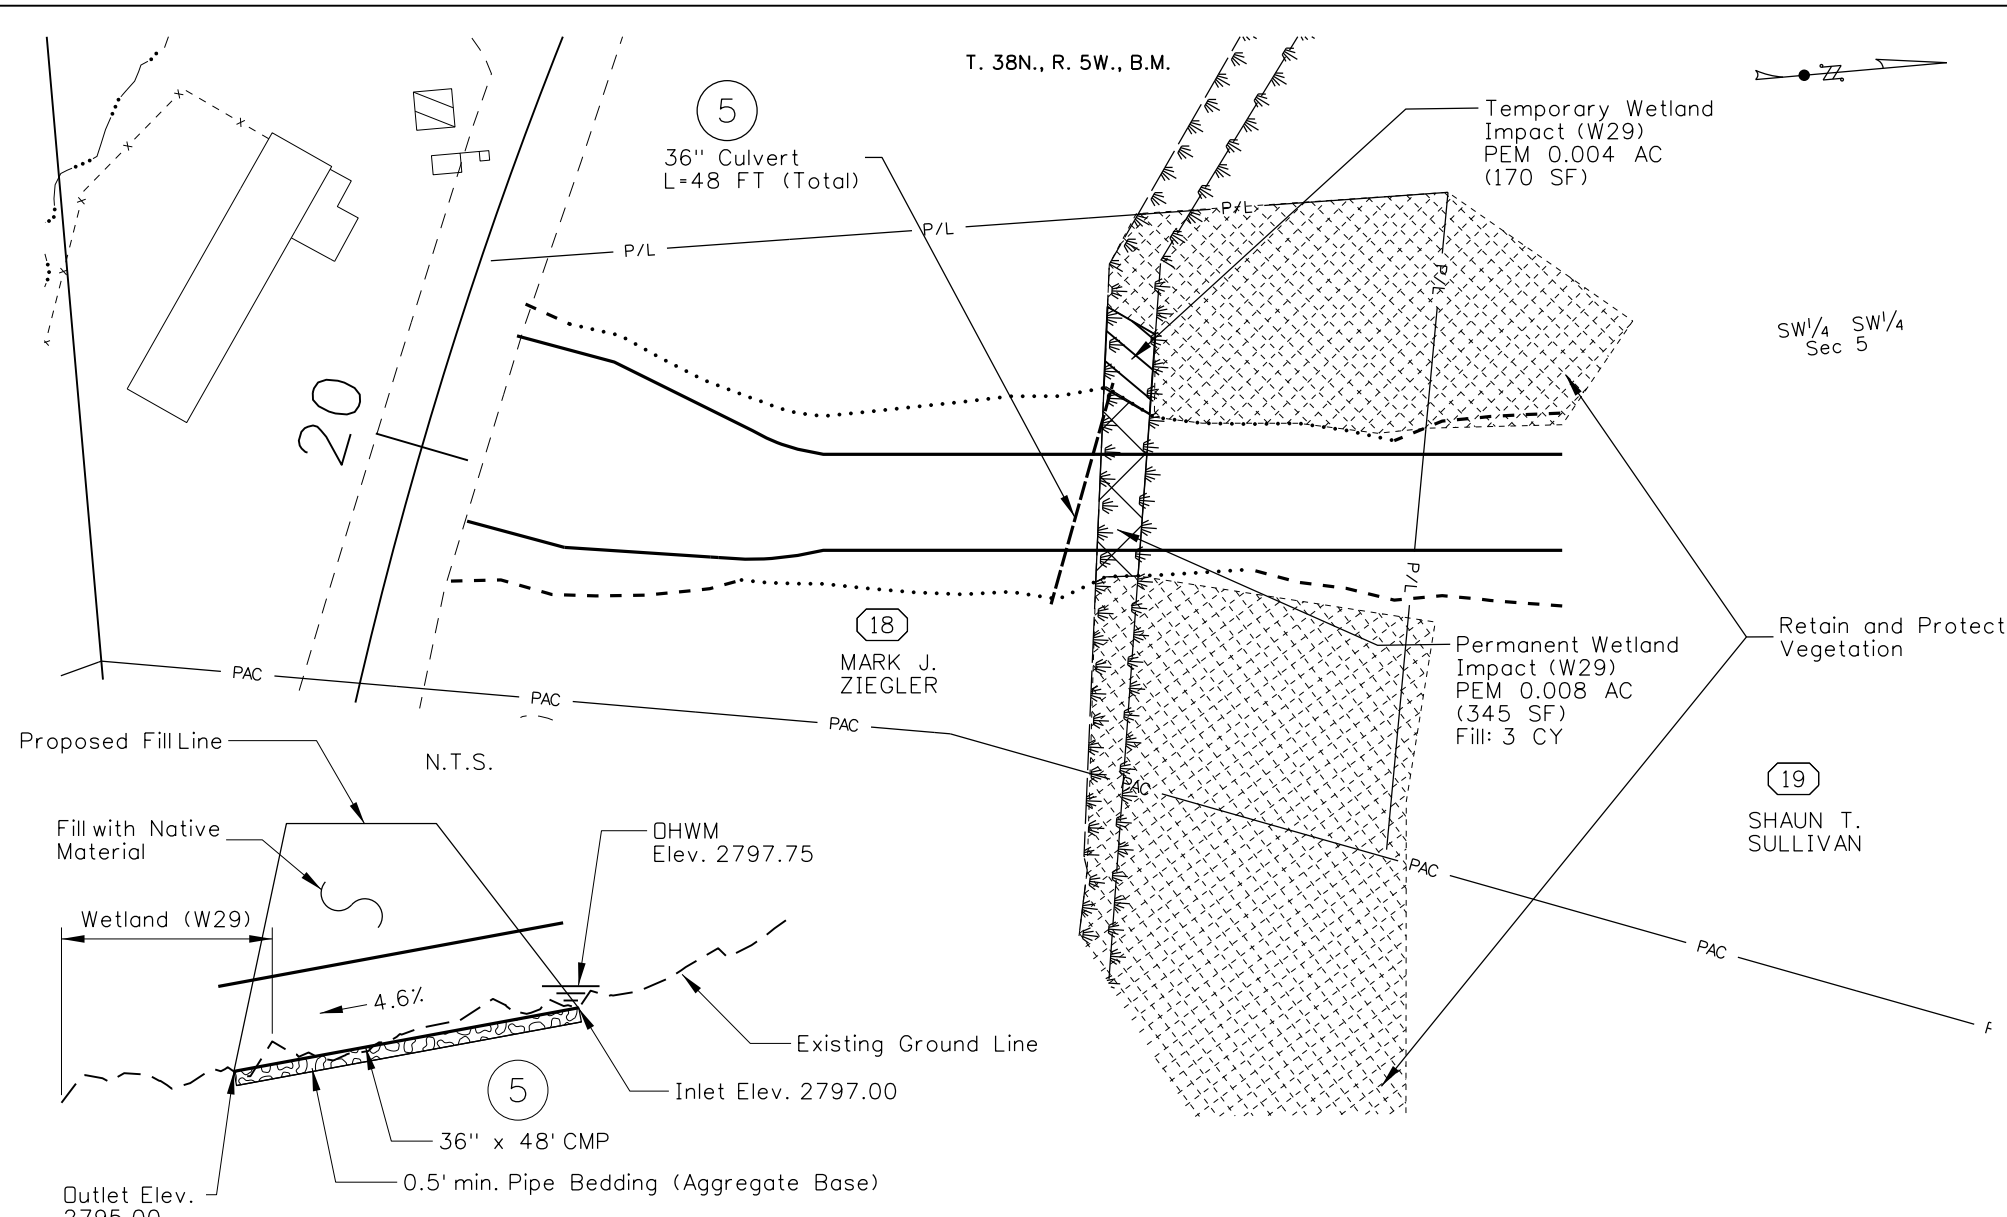 T. 38N., R. 5W., B.M.
Z
Temporary Wetland
Impact (W29)
PEM 0.004 AC
(170 SF)
5
36" Culvert
L=48 FT (Total)
P/L
P/L
P/L
P/L
SW1/4 SW1/4
Sec 5
20
x
x
x
x
x
x
P/L
18
MARK J.
ZIEGLER
Permanent Wetland
Impact (W29)
PEM 0.008 AC
(345 SF)
Fill: 3 CY
Retain and Protect
Vegetation
19
SHAUN T.
SULLIVAN
PAC
PAC
PAC
PAC
PAC
PAC
N.T.S.
Proposed Fill Line
Fill with Native
Material
Wetland (W29)
OHWM
Elev. 2797.75
4.6%
Existing Ground Line
5
Inlet Elev. 2797.00
36" x 48' CMP
0.5' min. Pipe Bedding (Aggregate Base)
Outlet Elev.
2795.00